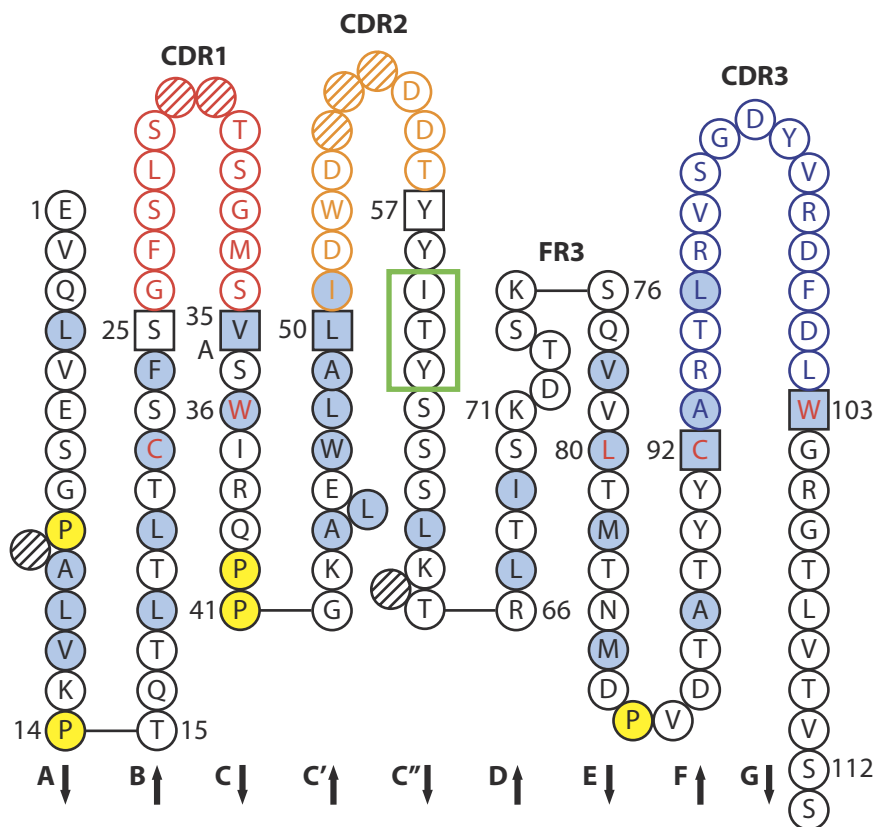 CDR1
CDR2
CDR3
FR3
1 E V Q L V E S G P A L V K P 14
15 T Q T L T L T C S F S 25
G F S L S
T S G M S
35 A V S W 36 I R Q P P 41
G K A L E W L A L 50
I D W D
D D T
57 Y Y I T Y S S S L K T
66 R L T I S K 71 D T S K
76 S Q V V L 80 T M T N M D P V
D T A T Y Y C 92
A R T L R V S G D Y V R D F D L
W 103 G R G T L V T V S 112 S
A B C C' C" D E F G